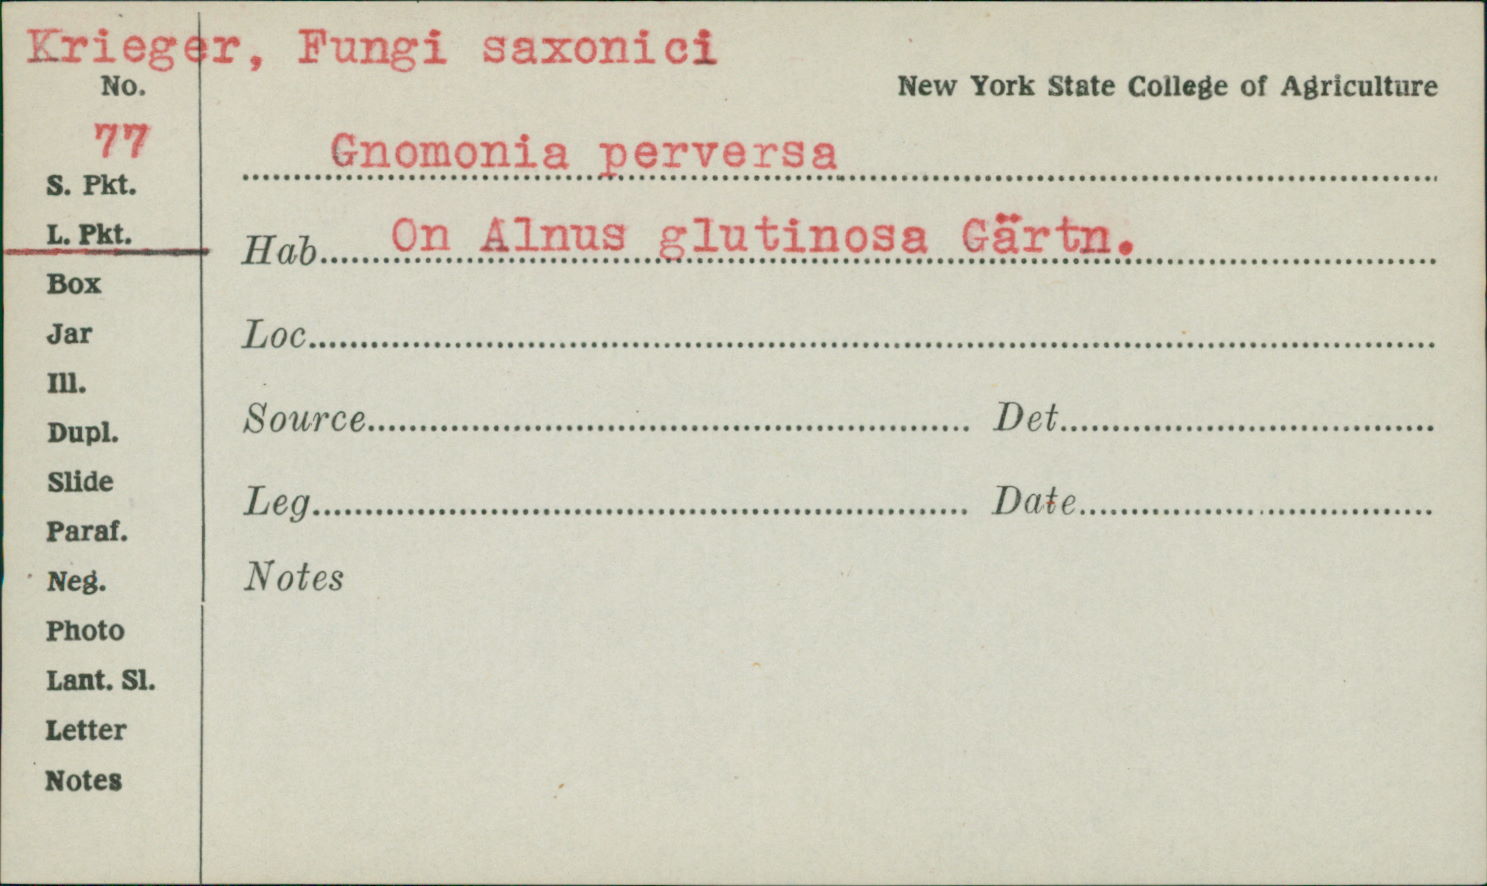 Krieger, Fungi saxonici
No.
New York State College of Agriculture
77
Gnomonia perversa
S. Pkt.
L. Pkt.
Hab. On Alnus glutinosa Gärtn.
Box
Jar
Loc.
Ill.
Dupl.
Source Det.
Slide
Leg. Date
Paraf.
Neg.
Notes
Photo
Lant. Sl.
Letter
Notes